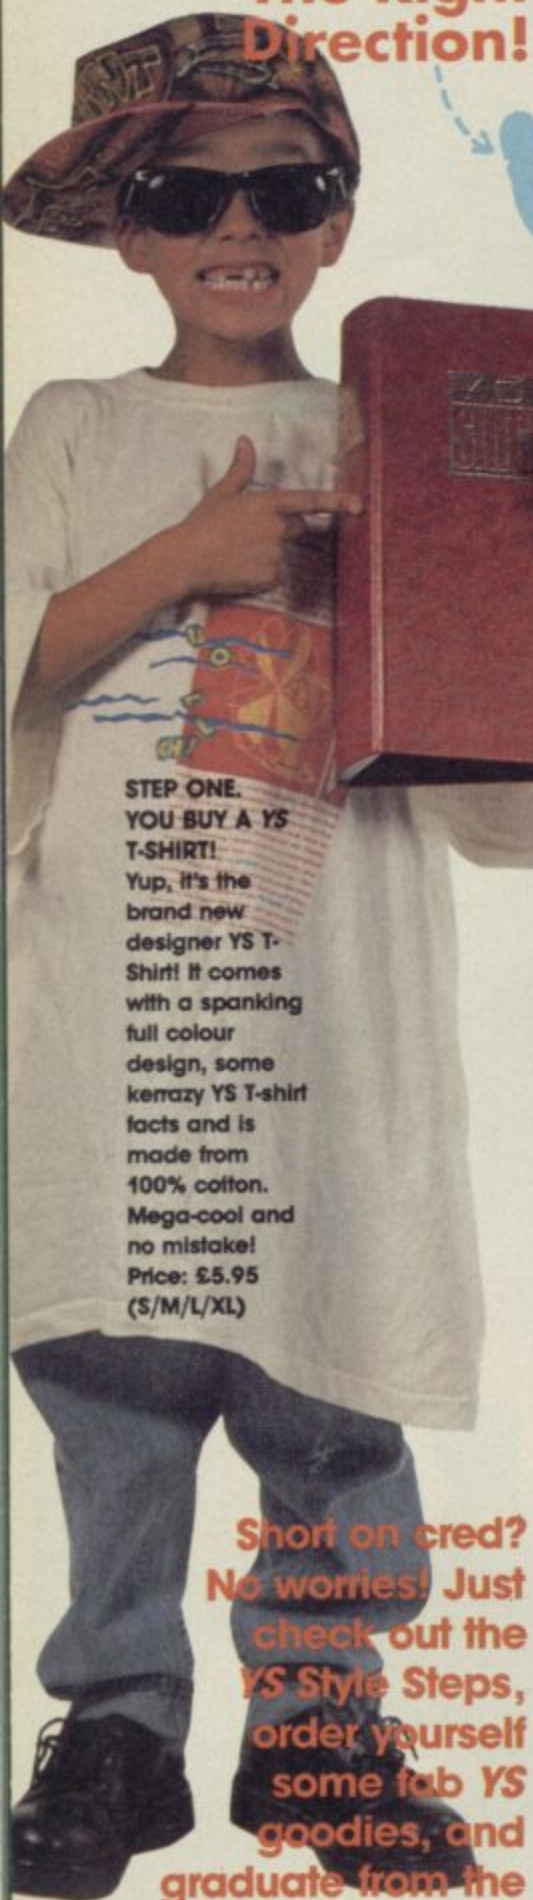 The Right
Direction!
STEP ONE.
YOU BUY A YS
T-SHIRT!
Yup, it's the
brand new
designer YS T-
Shirt! It comes
with a spanking
full colour
design, some
kerrazy YS T-shirt
facts and is
made from
100% cotton.
Mega-cool and
no mistake!
Price: £5.95
(S/M/L/XL)
Short on cred?
No worries! Just
check out the
YS Style Steps,
order yourself
some fab YS
goodies, and
graduate from the